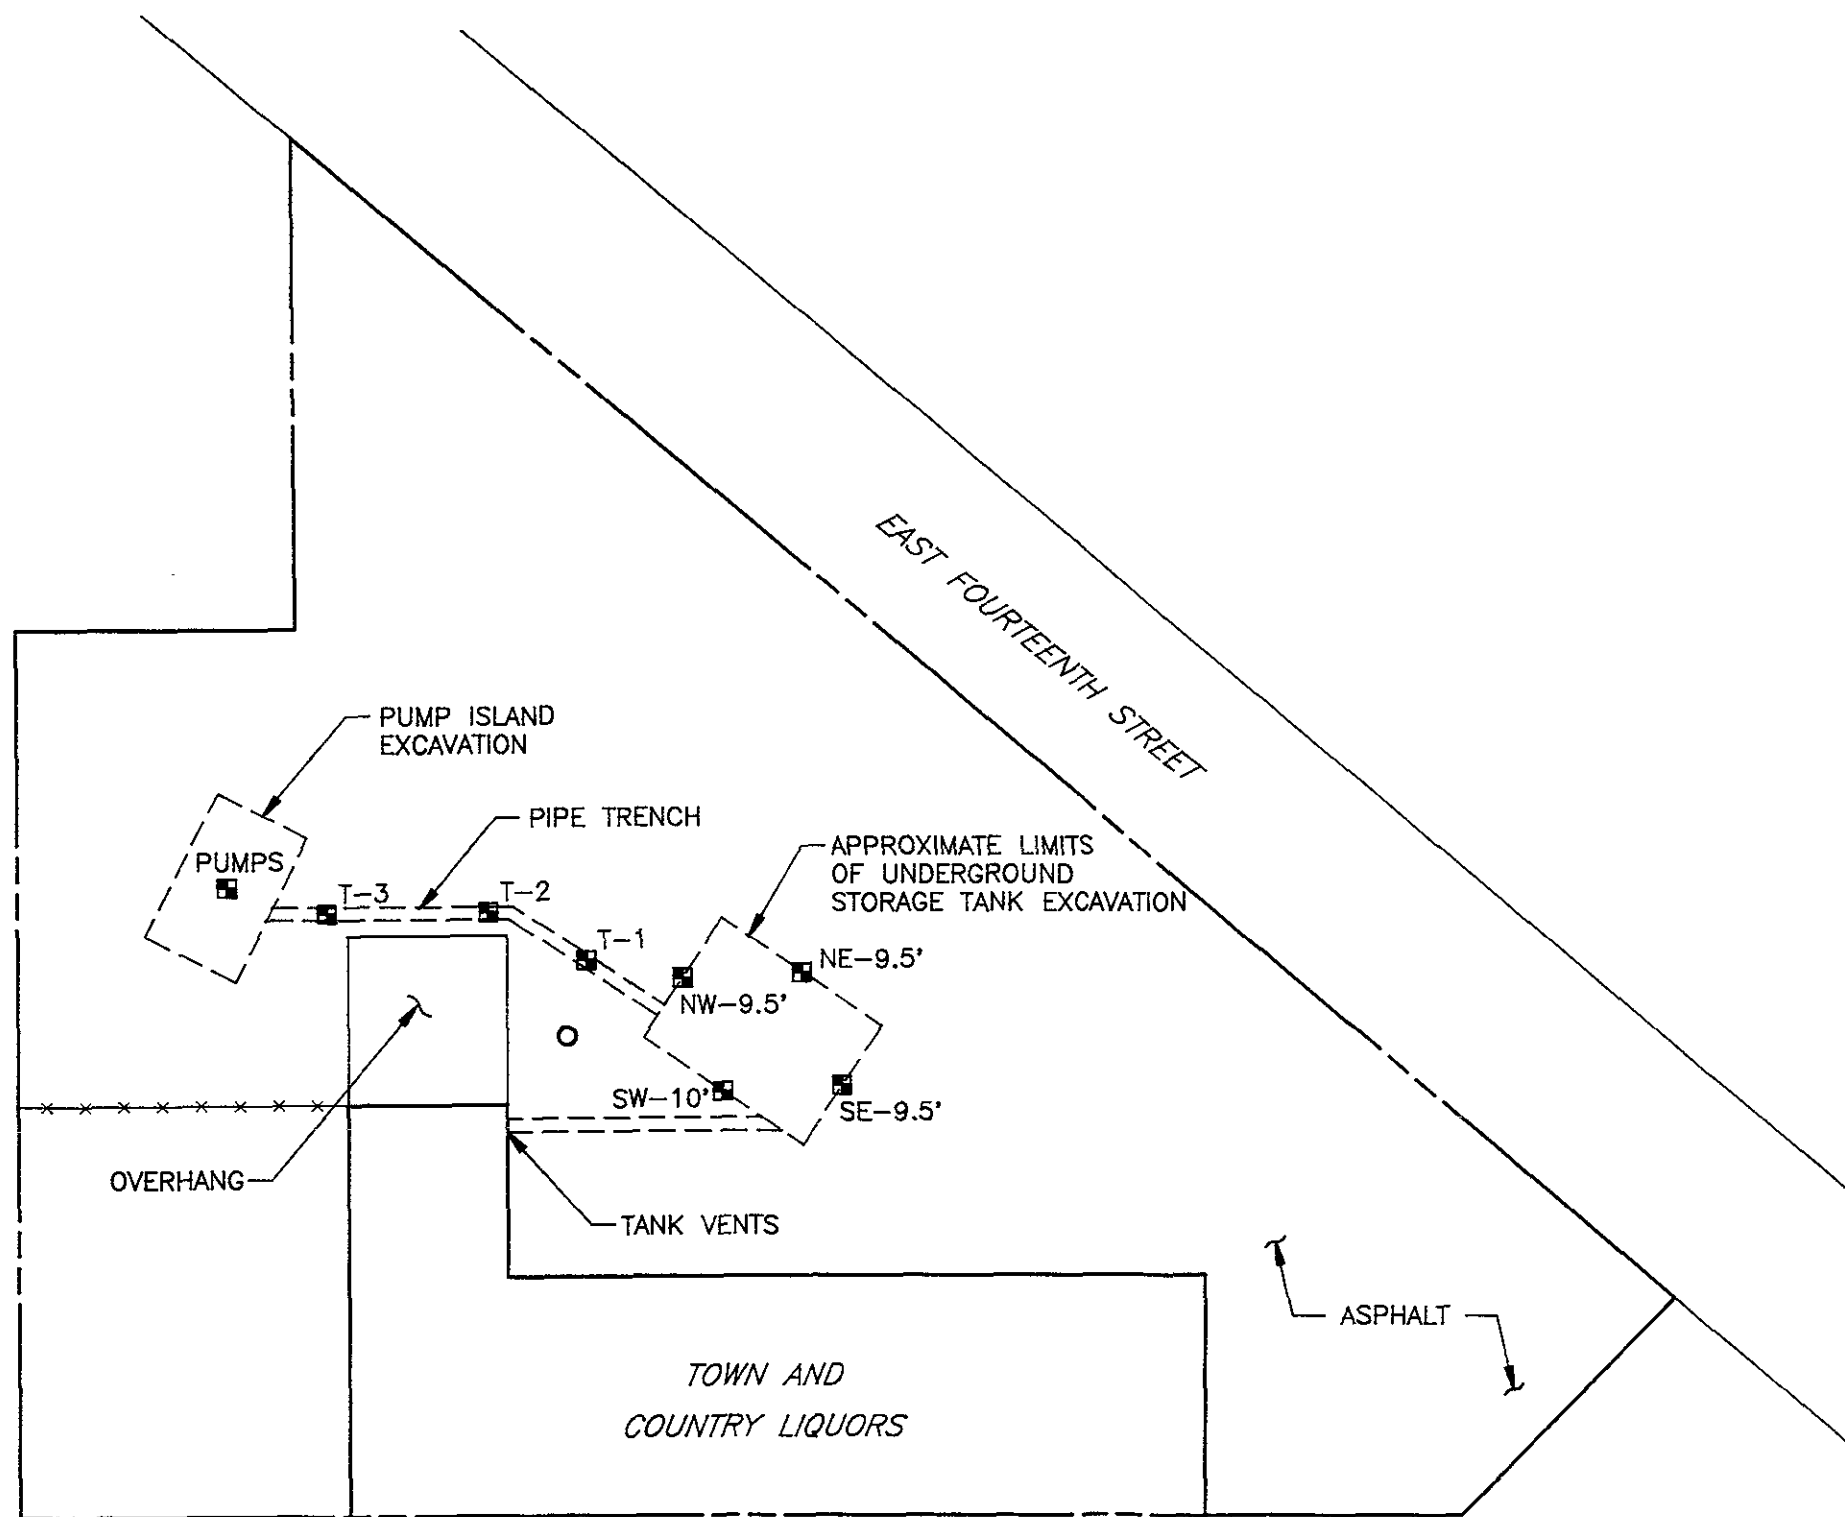 EAST FOURTEENTH STREET
PUMP ISLAND
EXCAVATION
PIPE TRENCH
APPROXIMATE LIMITS
OF UNDERGROUND
STORAGE TANK EXCAVATION
PUMPS
T-3
T-2
T-1
NE-9.5'
NW-9.5'
SW-10'
SE-9.5'
OVERHANG
TANK VENTS
ASPHALT
TOWN AND
COUNTRY LIQUORS